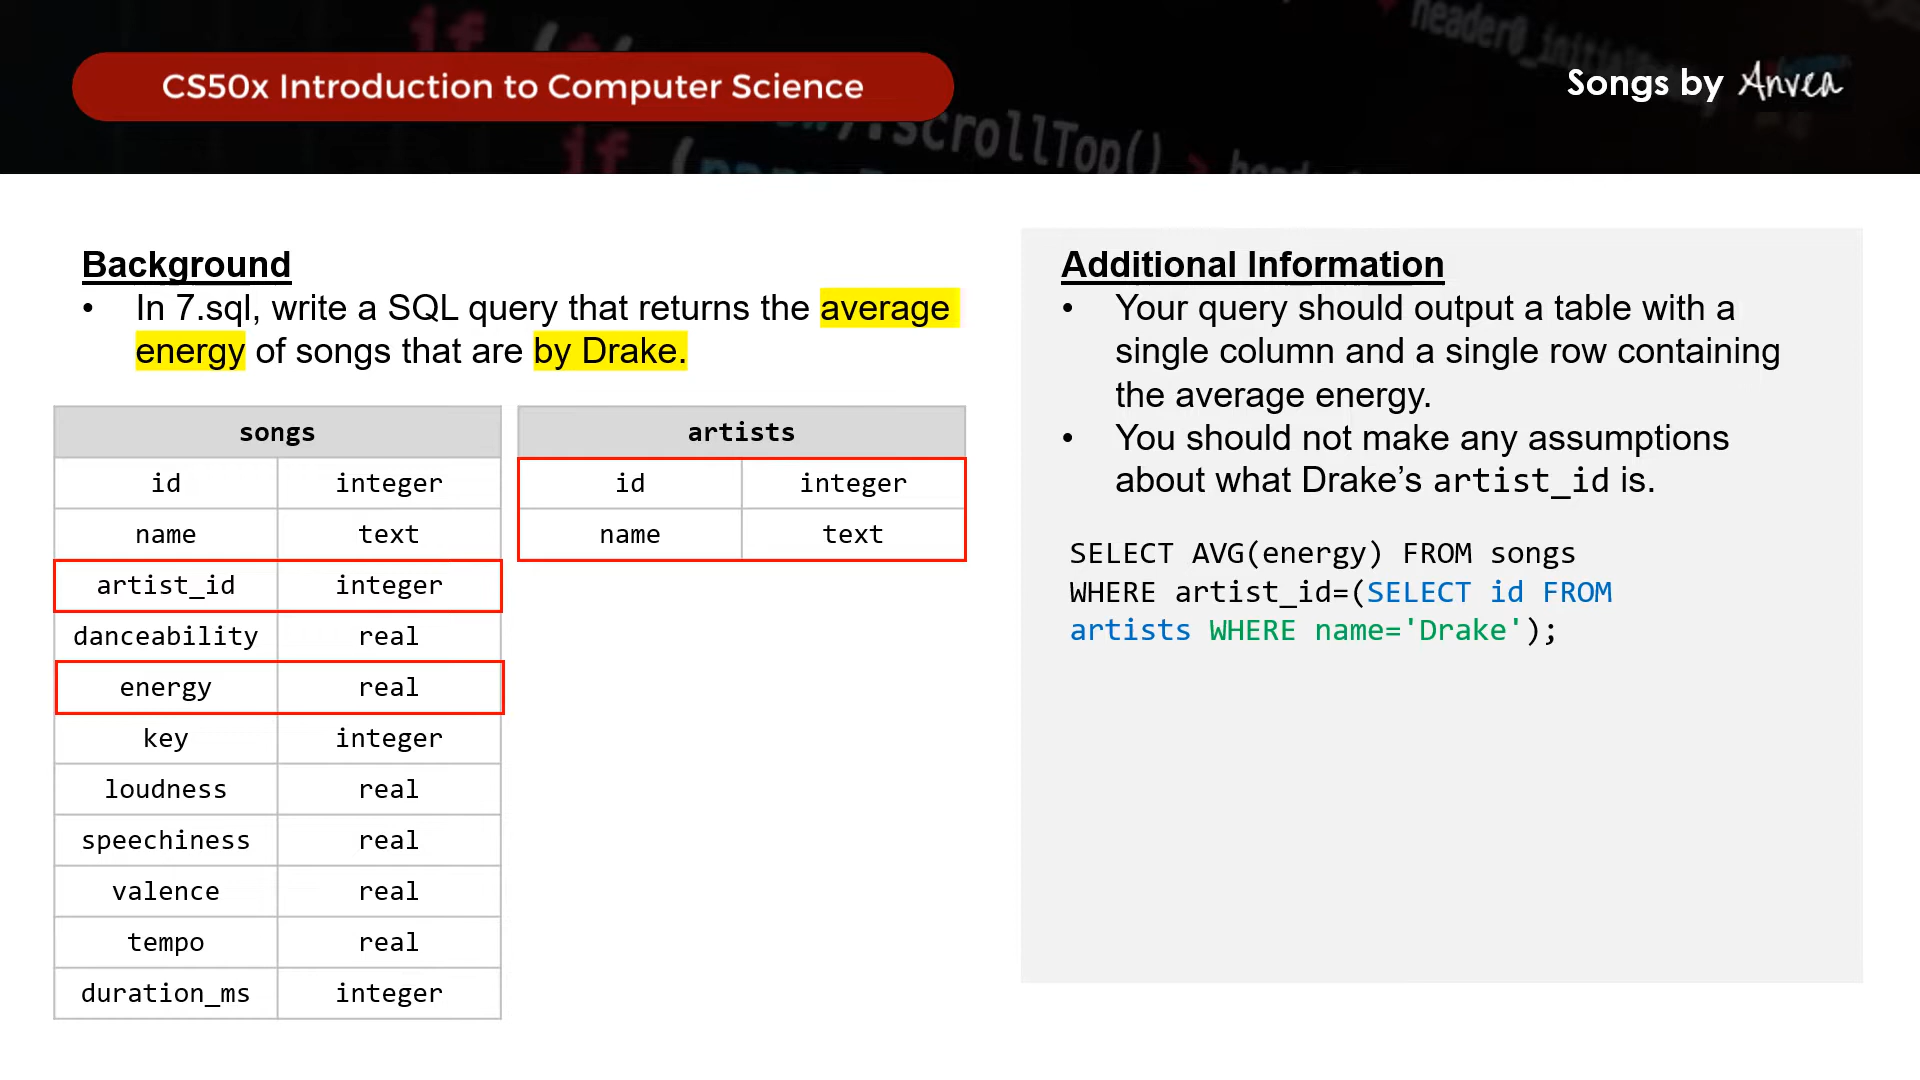 CS50x Introduction to Computer Science
Songs by Anvea
if (
header0_initial
if (
.scrollTop() >
Background
• In 7.sql, write a SQL query that returns the average
energy of songs that are by Drake.
songs
id integer
name text
artist_id integer
danceability real
energy real
key integer
loudness real
speechiness real
valence real
tempo real
duration_ms integer
artists
id integer
name text
Additional Information
• Your query should output a table with a
single column and a single row containing
the average energy.
• You should not make any assumptions
about what Drake’s artist_id is.
SELECT AVG(energy) FROM songs
WHERE artist_id=(SELECT id FROM
artists WHERE name='Drake');